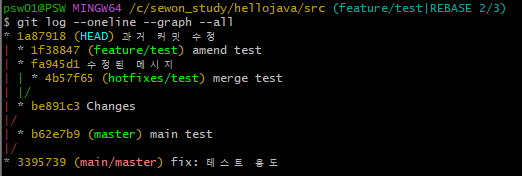 psw01@PSW MINGW64 /c/sewon_study/hellojava/src (feature/test|REBASE 2/3)
$ git log --oneline --graph --all
* 1a87918 (HEAD) 과거 커밋 수정
| * 1f38847 (feature/test) amend test
| * fa945d1 수정된 메시지
| | * 4b57f65 (hotfixes/test) merge test
| |/
| * be891c3 Changes
|/
| * b62e7b9 (master) main test
|/
* 3395739 (main/master) fix: 테스트 용도